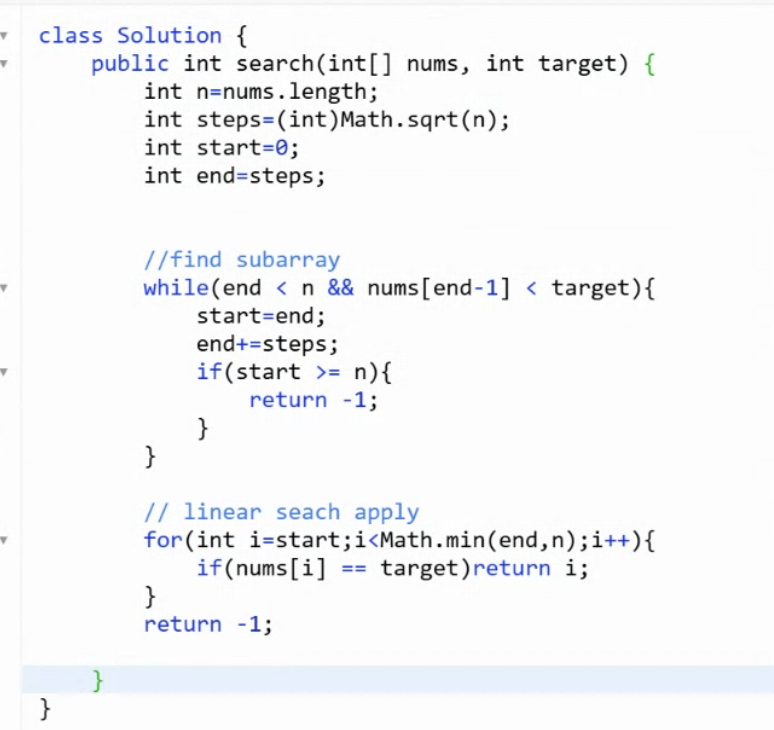 class Solution {
    public int search(int[] nums, int target) {
        int n=nums.length;
        int steps=(int)Math.sqrt(n);
        int start=0;
        int end=steps;
        //find subarray
        while(end < n && nums[end-1] < target){
            start=end;
            end+=steps;
            if(start >= n){
                return -1;
            }
        }
        // linear seach apply
        for(int i=start;i<Math.min(end,n);i++){
            if(nums[i] == target)return i;
        }
        return -1;
    }
}